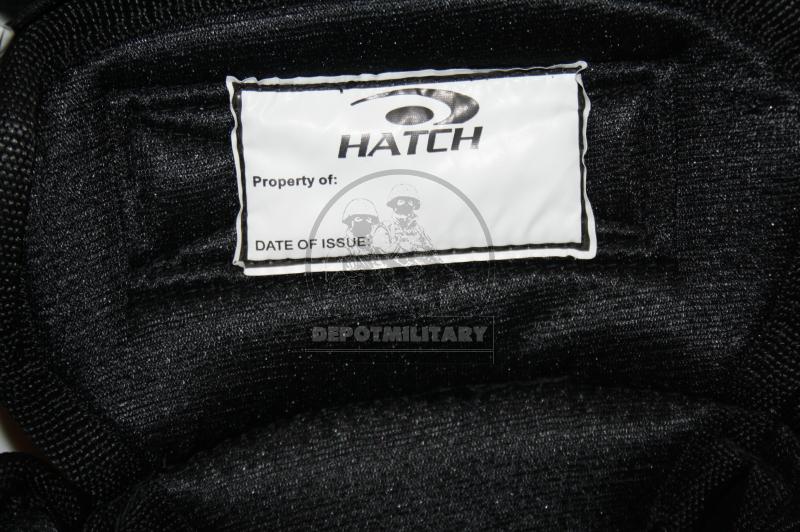 HATCH
Property of:
DATE OF ISSUE:
DEPOTMILITARY